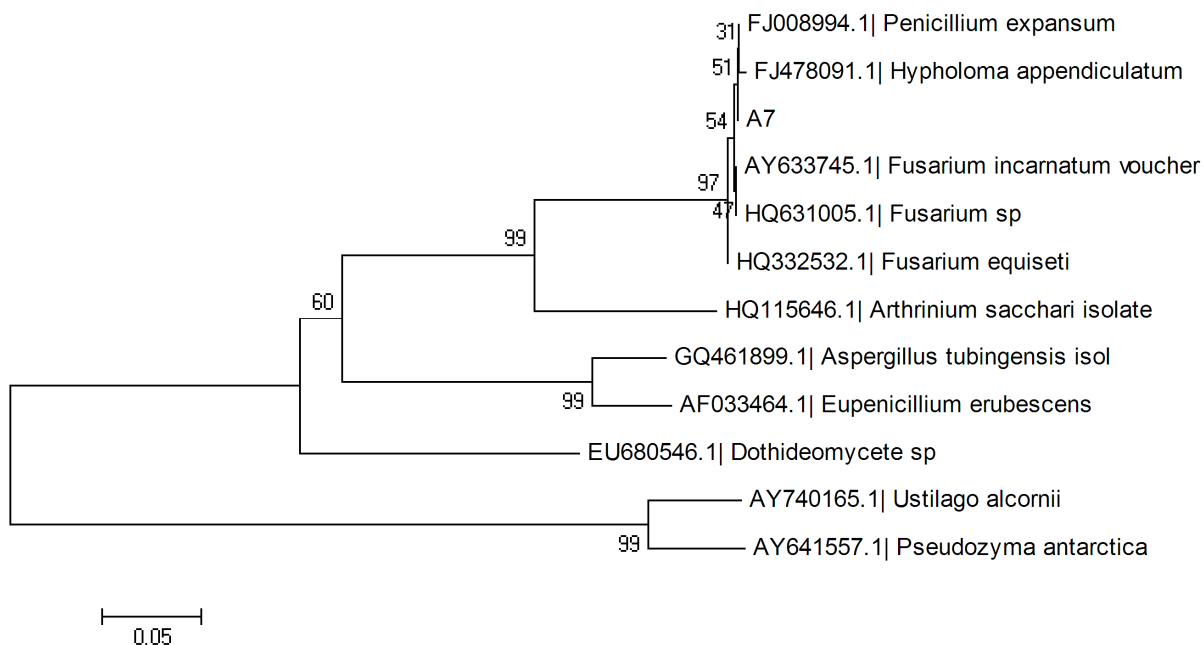 31
FJ008994.1| Penicillium expansum
51
FJ478091.1| Hypholoma appendiculatum
54
A7
97
AY633745.1| Fusarium incarnatum voucher
47
HQ631005.1| Fusarium sp
99
HQ332532.1| Fusarium equiseti
60
HQ115646.1| Arthrinium sacchari isolate
GQ461899.1| Aspergillus tubingensis isol
99
AF033464.1| Eupenicillium erubescens
EU680546.1| Dothideomycete sp
AY740165.1| Ustilago alcornii
99
AY641557.1| Pseudozyma antarctica
0.05